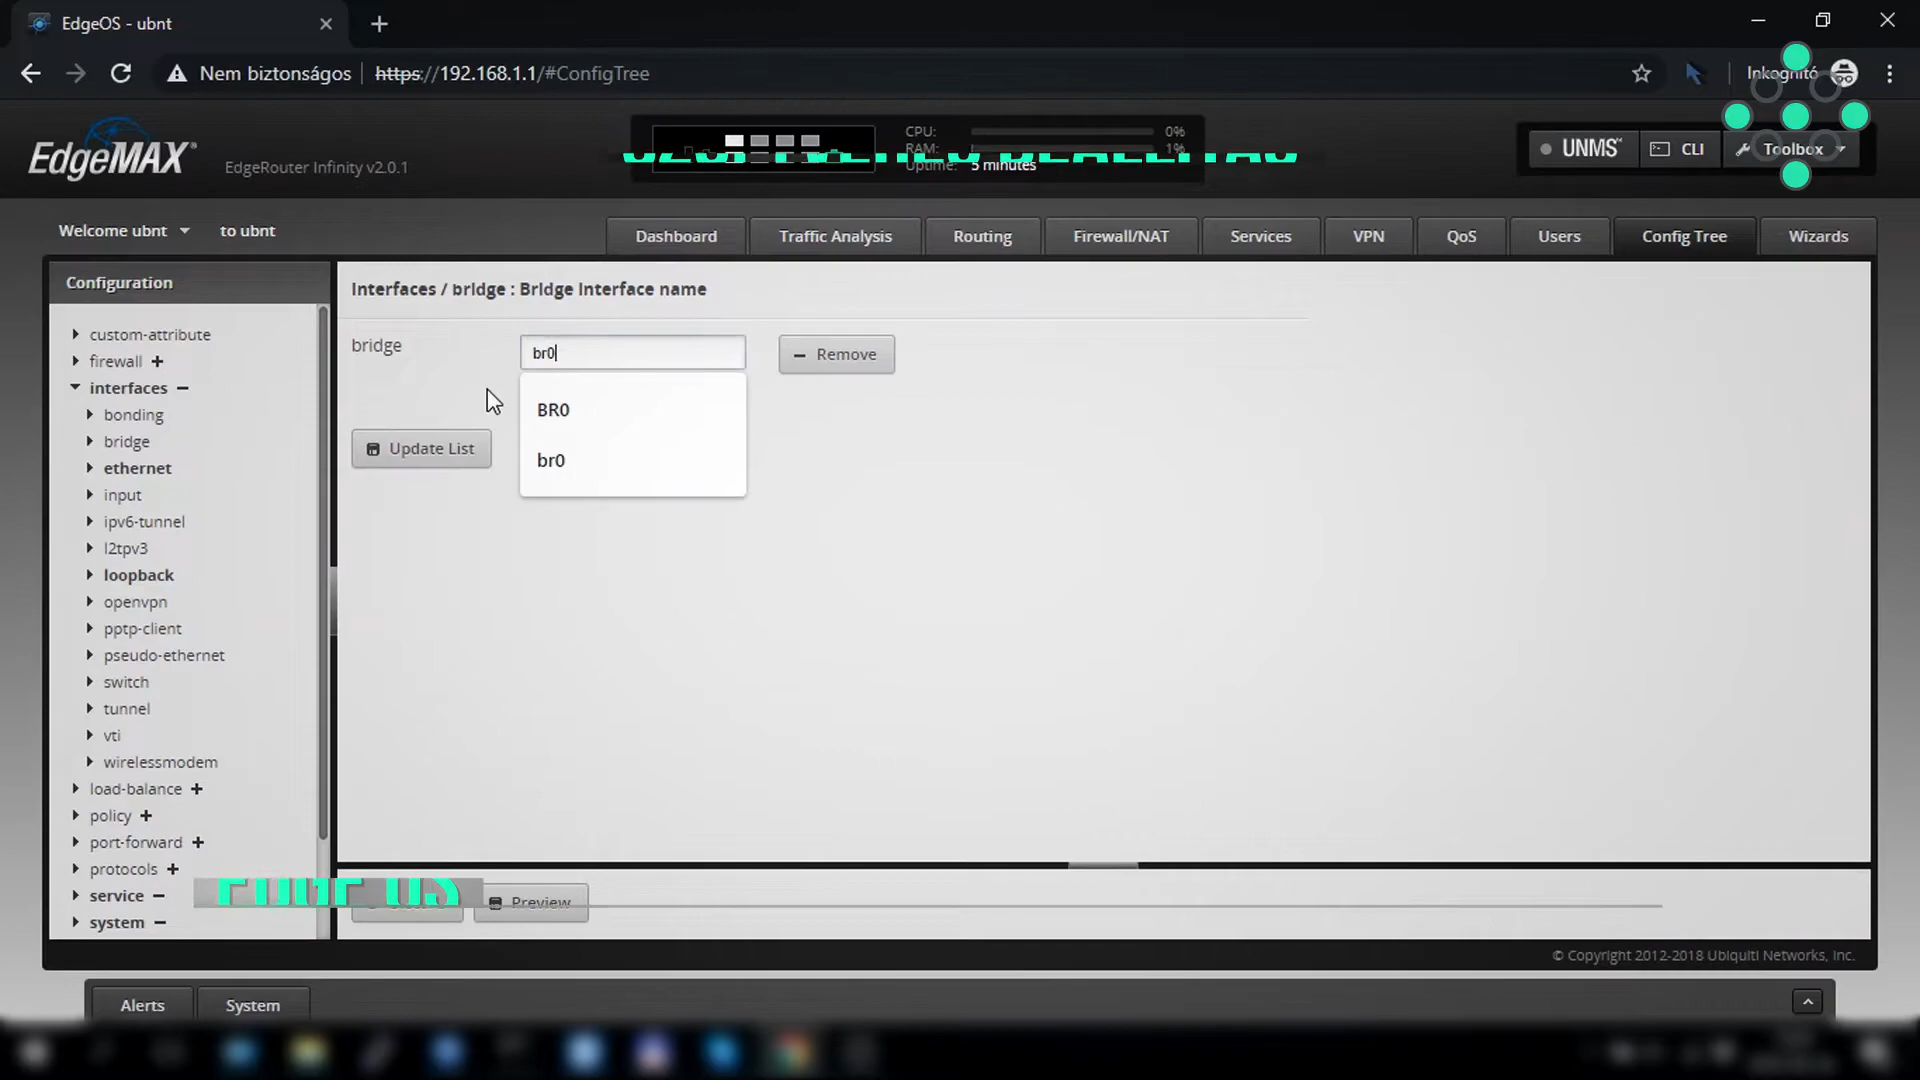 EdgeOS - ubnt
Nem biztonságos
https://192.168.1.1/#ConfigTree
Inkognitó
EdgeMAX
EdgeRouter Infinity v2.0.1
CPU: 0%
RAM: 1%
Uptime: 5 minutes
UNMS
CLI
Toolbox
Welcome ubnt
to ubnt
Dashboard
Traffic Analysis
Routing
Firewall/NAT
Services
VPN
QoS
Users
Config Tree
Wizards
Configuration
custom-attribute
firewall
interfaces
bonding
bridge
ethernet
input
ipv6-tunnel
l2tpv3
loopback
openvpn
pptp-client
pseudo-ethernet
switch
tunnel
vti
wirelessmodem
load-balance
policy
port-forward
protocols
service
system
Interfaces / bridge : Bridge Interface name
bridge
br0
Remove
BR0
br0
Update List
Preview
© Copyright 2012-2018 Ubiquiti Networks, Inc.
Alerts
System